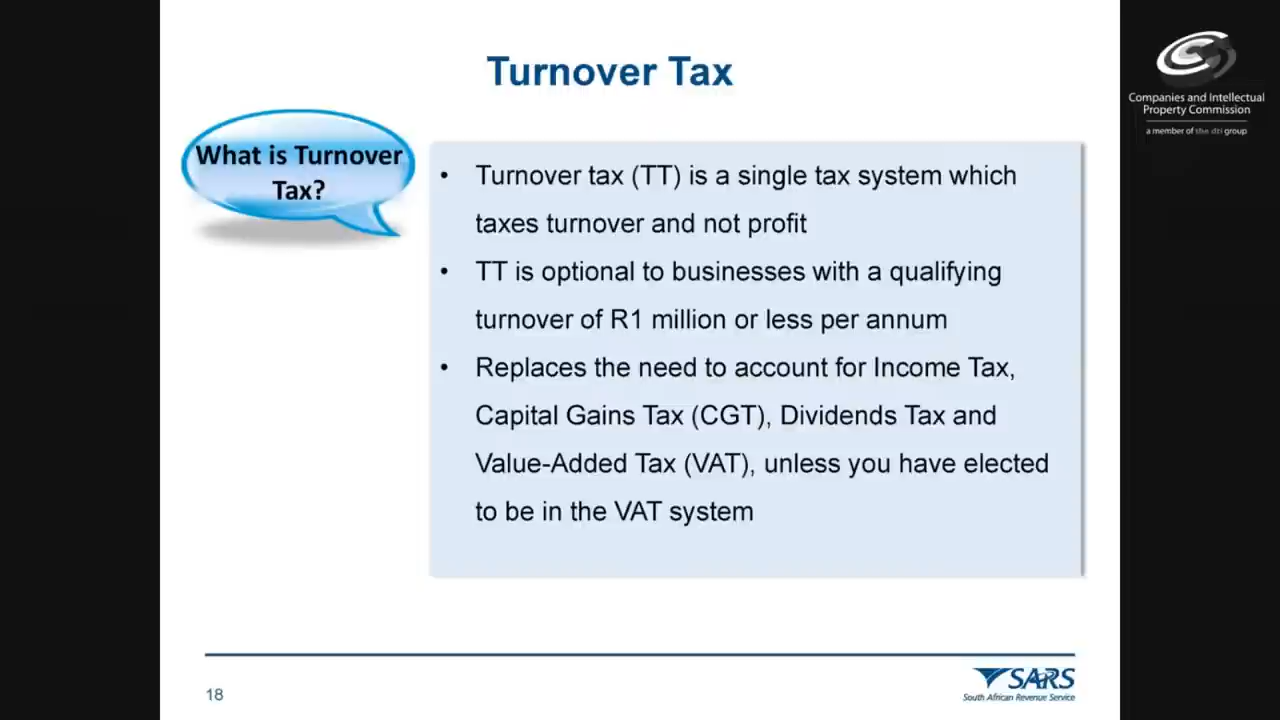 Turnover Tax
Companies and Intellectual
Property Commission
a member of the dti group
What is Turnover
Tax?
• Turnover tax (TT) is a single tax system which
taxes turnover and not profit
• TT is optional to businesses with a qualifying
turnover of R1 million or less per annum
• Replaces the need to account for Income Tax,
Capital Gains Tax (CGT), Dividends Tax and
Value-Added Tax (VAT), unless you have elected
to be in the VAT system
18
SARS
South African Revenue Service